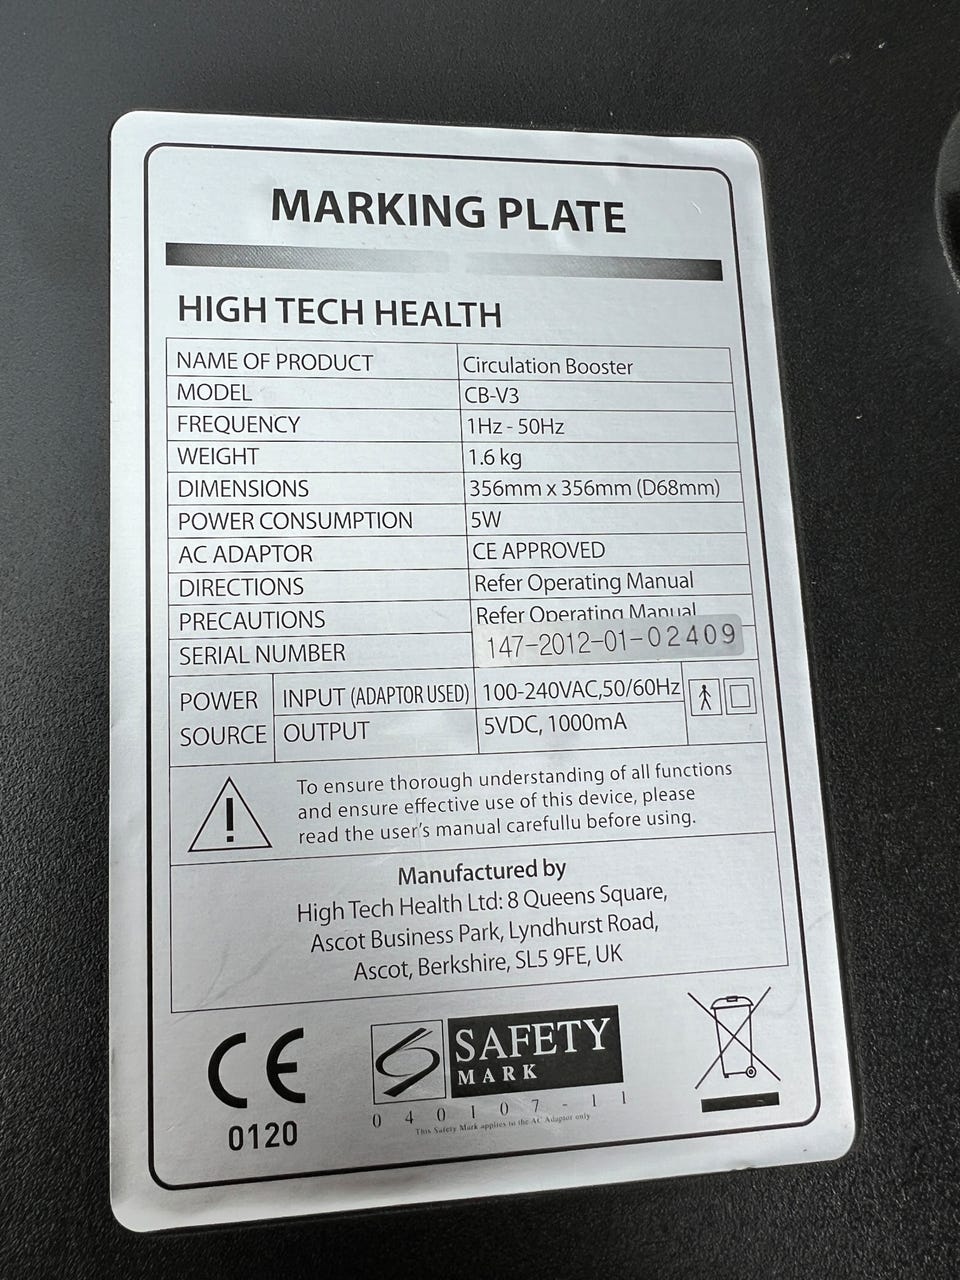 MARKING PLATE
HIGH TECH HEALTH
NAME OF PRODUCT Circulation Booster
MODEL CB-V3
FREQUENCY 1Hz - 50Hz
WEIGHT 1.6 kg
DIMENSIONS 356mm x 356mm (D68mm)
POWER CONSUMPTION 5W
AC ADAPTOR CE APPROVED
DIRECTIONS Refer Operating Manual
PRECAUTIONS Refer Operating Manual
SERIAL NUMBER 147-2012-01-02409
POWER SOURCE INPUT (ADAPTOR USED) 100-240VAC,50/60Hz
OUTPUT 5VDC, 1000mA
To ensure thorough understanding of all functions
and ensure effective use of this device, please
read the user's manual carefullu before using.
Manufactured by
High Tech Health Ltd: 8 Queens Square,
Ascot Business Park, Lyndhurst Road,
Ascot, Berkshire, SL5 9FE, UK
CE
0120
SAFETY
MARK
040107-11
This Safety Mark applies to the AC Adaptor only